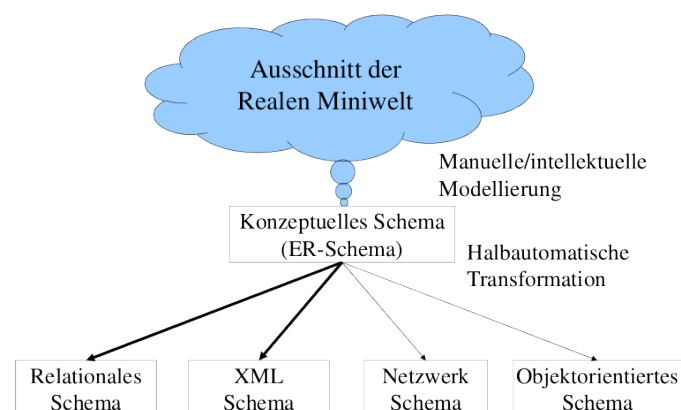 Ausschnitt der
Realen Miniwelt
Manuelle/intellektuelle
Modellierung
Konzeptuelles Schema
(ER-Schema)
Halbautomatische
Transformation
Relationales
Schema
XML
Schema
Netzwerk
Schema
Objektorientiertes
Schema